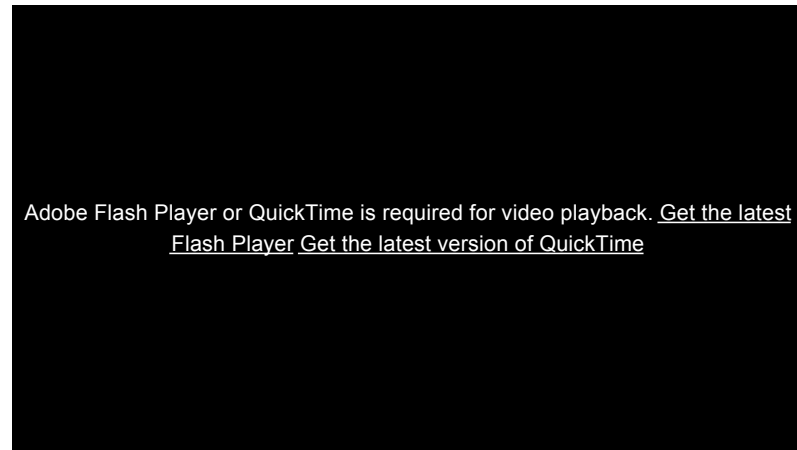 Adobe Flash Player or QuickTime is required for video playback. Get the latest
Flash Player Get the latest version of QuickTime